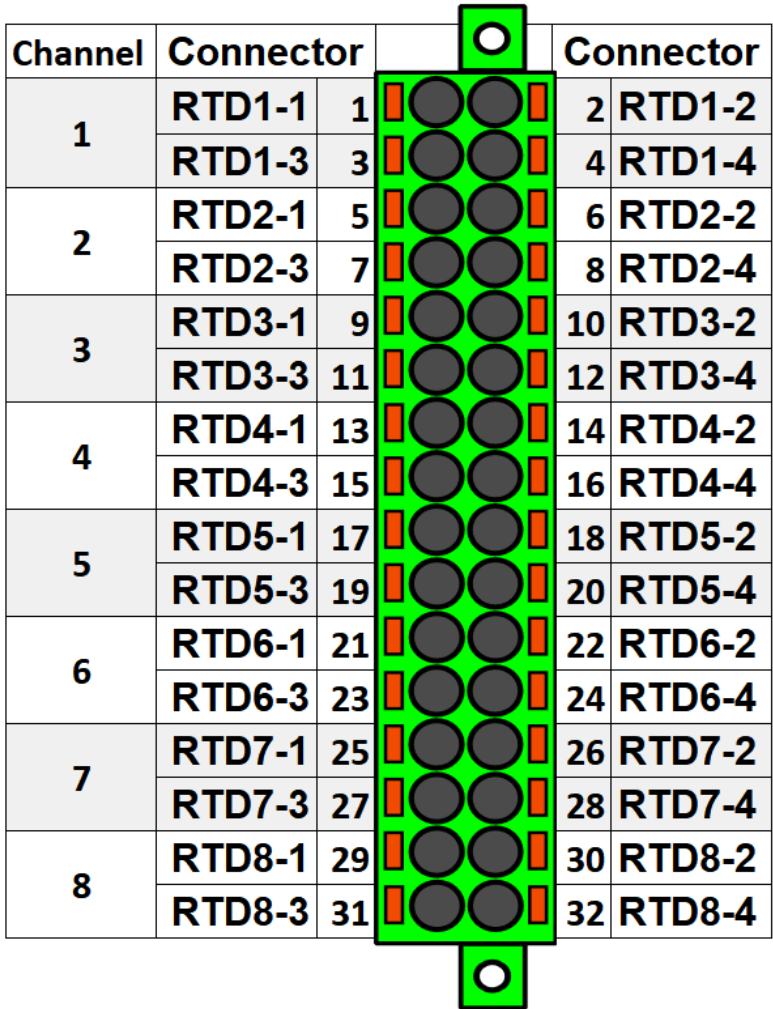 Channel Connector Connector
1 RTD1-1 1 2 RTD1-2
RTD1-3 3 4 RTD1-4
2 RTD2-1 5 6 RTD2-2
RTD2-3 7 8 RTD2-4
3 RTD3-1 9 10 RTD3-2
RTD3-3 11 12 RTD3-4
4 RTD4-1 13 14 RTD4-2
RTD4-3 15 16 RTD4-4
5 RTD5-1 17 18 RTD5-2
RTD5-3 19 20 RTD5-4
6 RTD6-1 21 22 RTD6-2
RTD6-3 23 24 RTD6-4
7 RTD7-1 25 26 RTD7-2
RTD7-3 27 28 RTD7-4
8 RTD8-1 29 30 RTD8-2
RTD8-3 31 32 RTD8-4